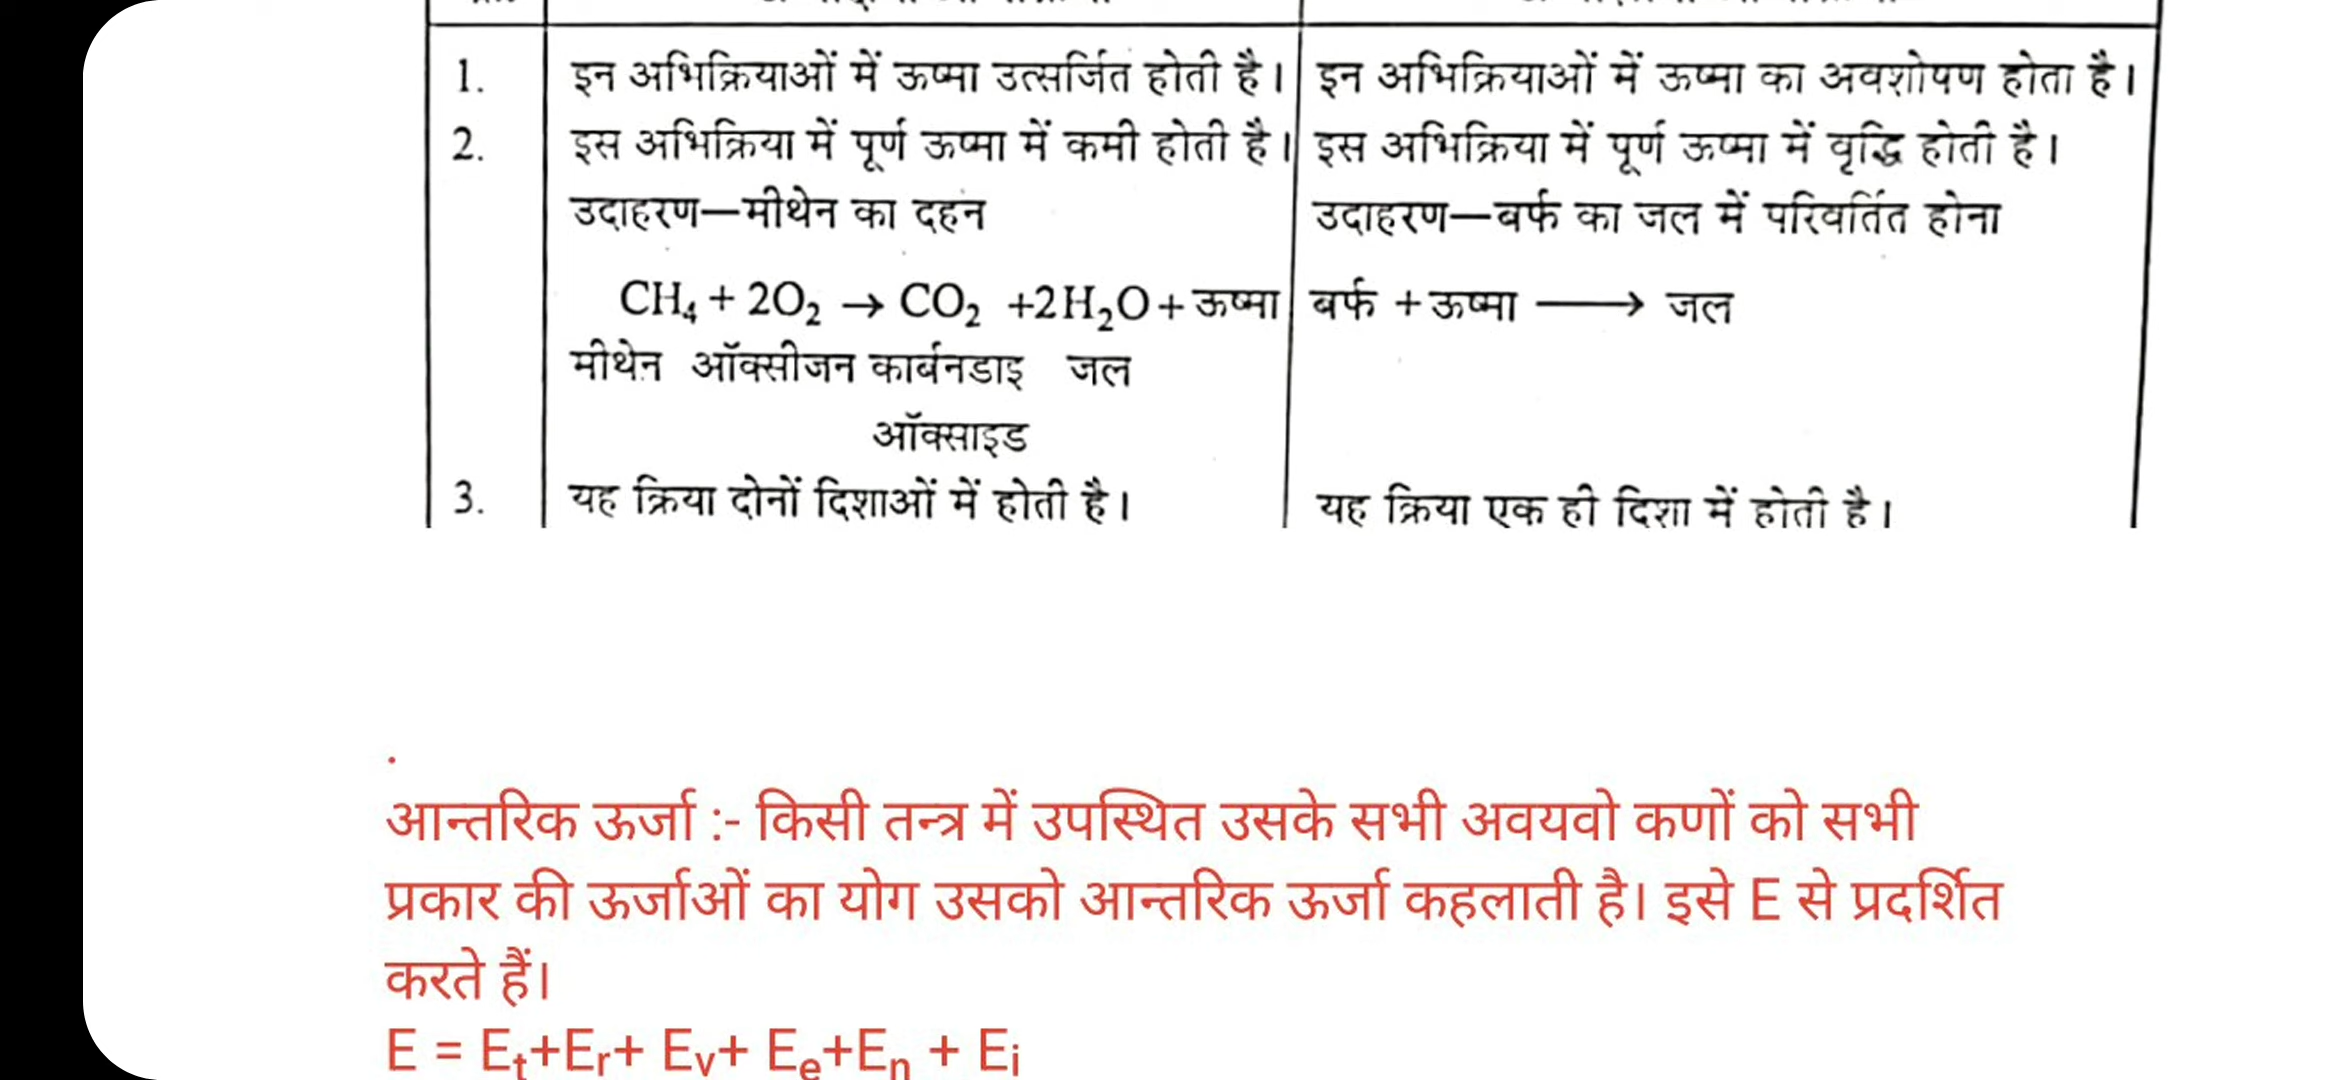 1. इन अभिक्रियाओं में ऊष्मा उत्सर्जित होती है। इन अभिक्रियाओं में ऊष्मा का अवशोषण होता है।
2. इस अभिक्रिया में पूर्ण ऊष्मा में कमी होती है। इस अभिक्रिया में पूर्ण ऊष्मा में वृद्धि होती है।
उदाहरण—मीथेन का दहन उदाहरण—बर्फ का जल में परिवर्तित होना
CH₄ + 2O₂ → CO₂ +2H₂O + ऊष्मा बर्फ + ऊष्मा ⟶ जल
मीथेन ऑक्सीजन कार्बनडाइ जल
ऑक्साइड
3. यह क्रिया दोनों दिशाओं में होती है। यह क्रिया एक ही दिशा में होती है।
.
आन्तरिक ऊर्जा :- किसी तन्त्र में उपस्थित उसके सभी अवयवो कणों को सभी
प्रकार की ऊर्जाओं का योग उसको आन्तरिक ऊर्जा कहलाती है। इसे E से प्रदर्शित
करते हैं।
E = Eₜ+Eᵣ+ Eᵥ+ Eₑ+Eₙ + Eᵢ